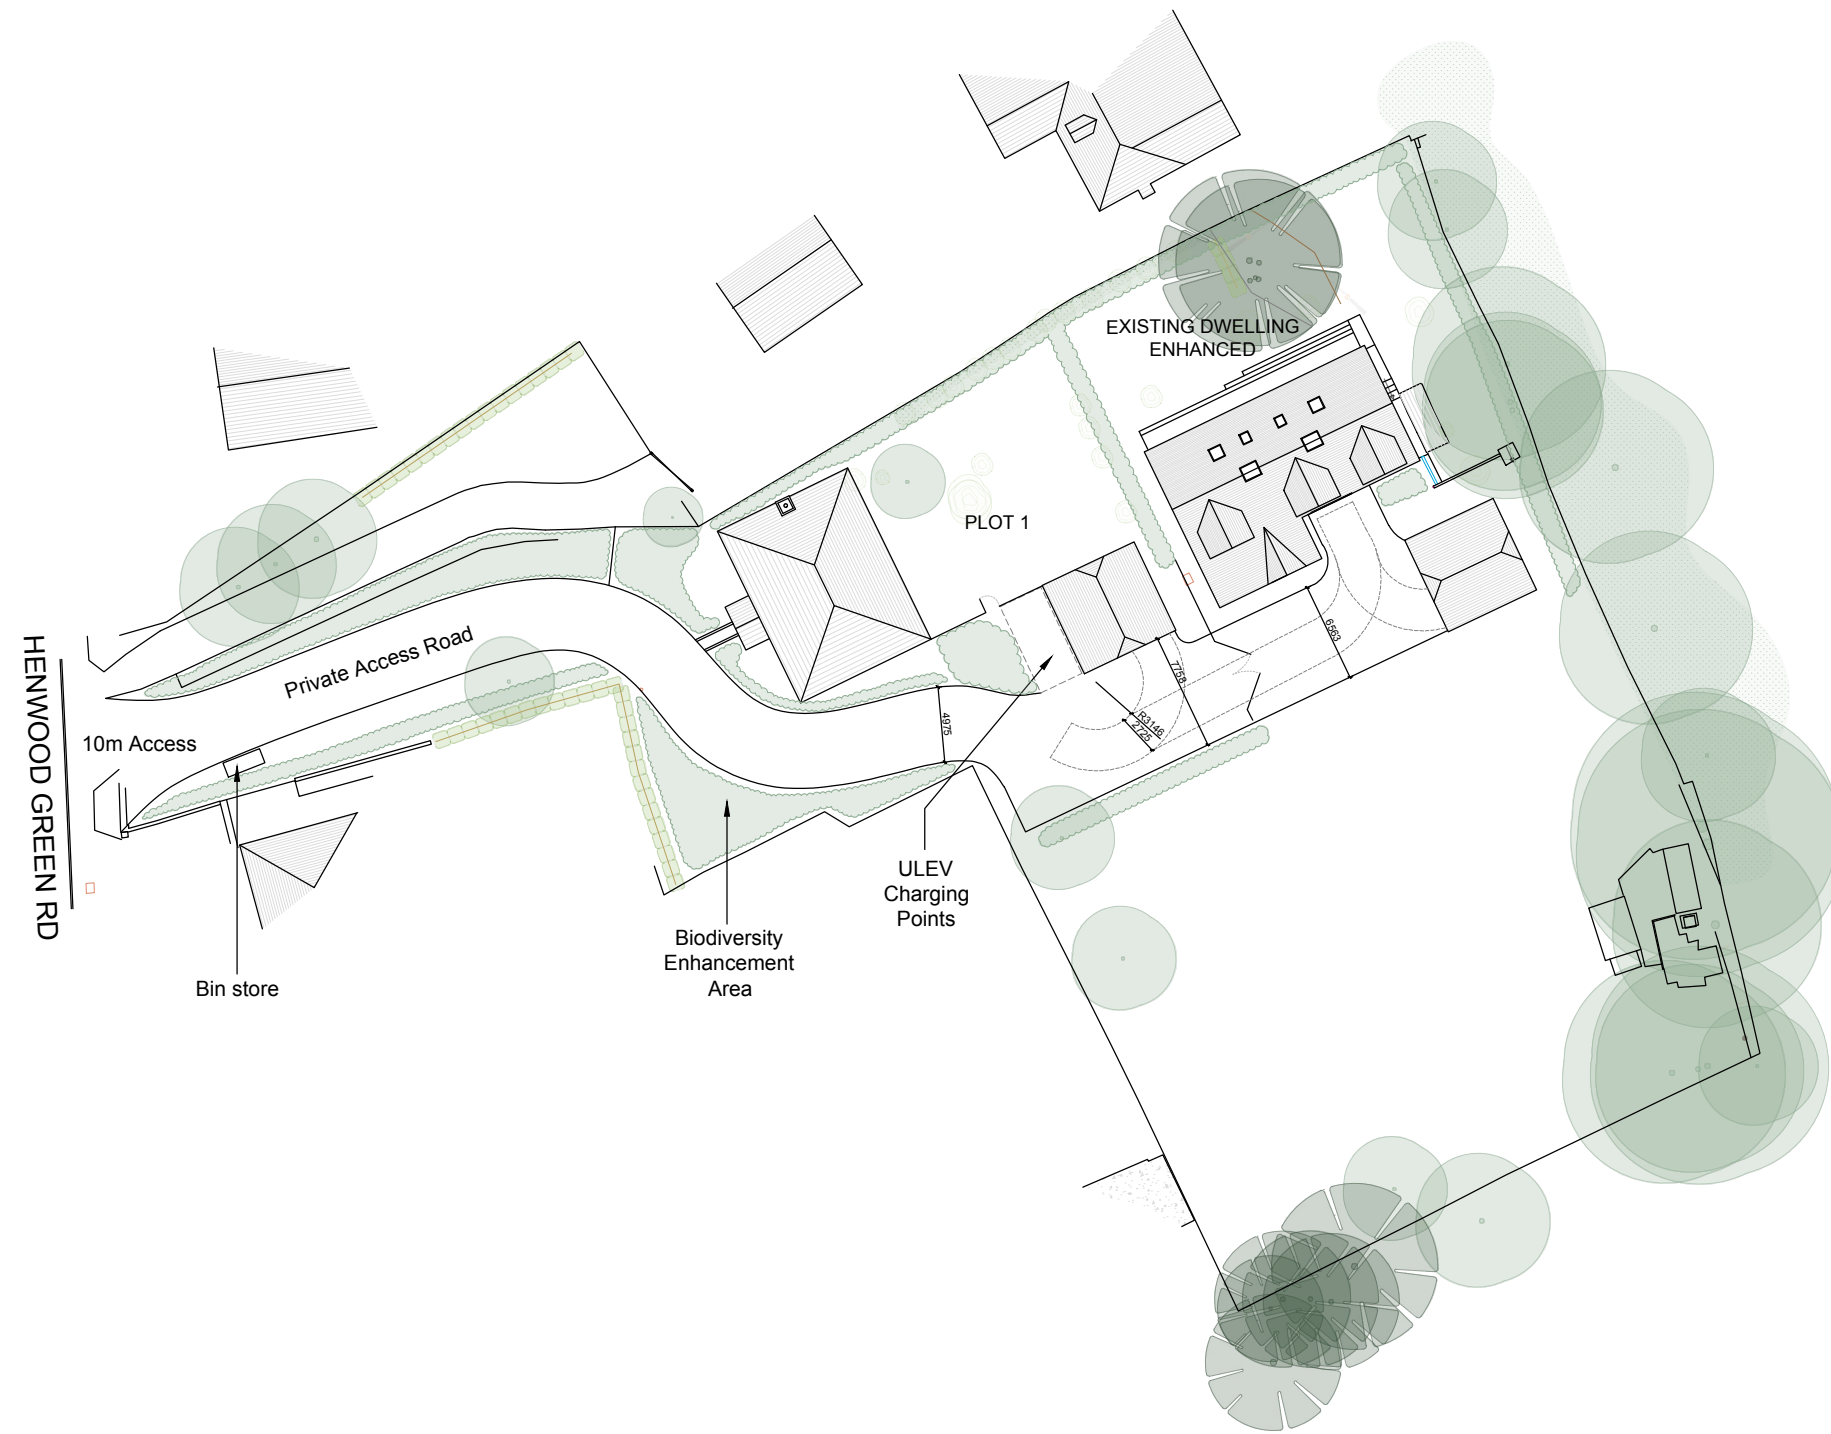 EXISTING DWELLING
ENHANCED
PLOT 1
HENWOOD GREEN RD
Private Access Road
10m Access
6563
7758
4975
R3146
2725
ULEV
Charging
Points
Biodiversity
Enhancement
Area
Bin store